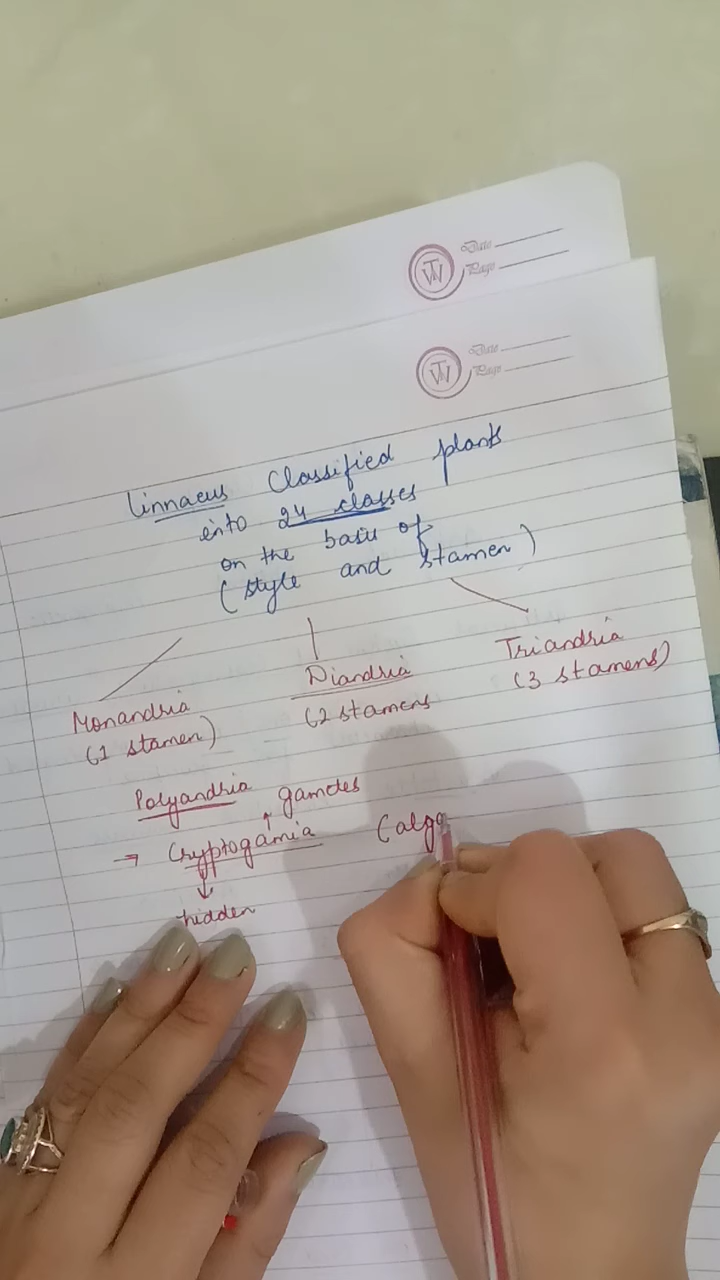 Date
Page
Date
Page
Linnaeus Classified plants
into 24 classes
on the basis of
(style and stamen)
Monandria
(1 stamen)
Diandria
(2 stamens
Triandria
(3 stamens)
Polyandria
gametes
→ Cryptogamia
hidden
(alga